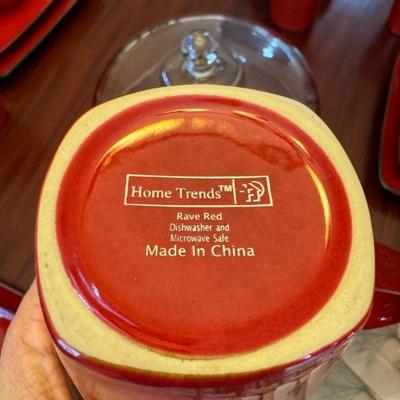 Home Trends™
Rave Red
Dishwasher and
Microwave Safe
Made In China